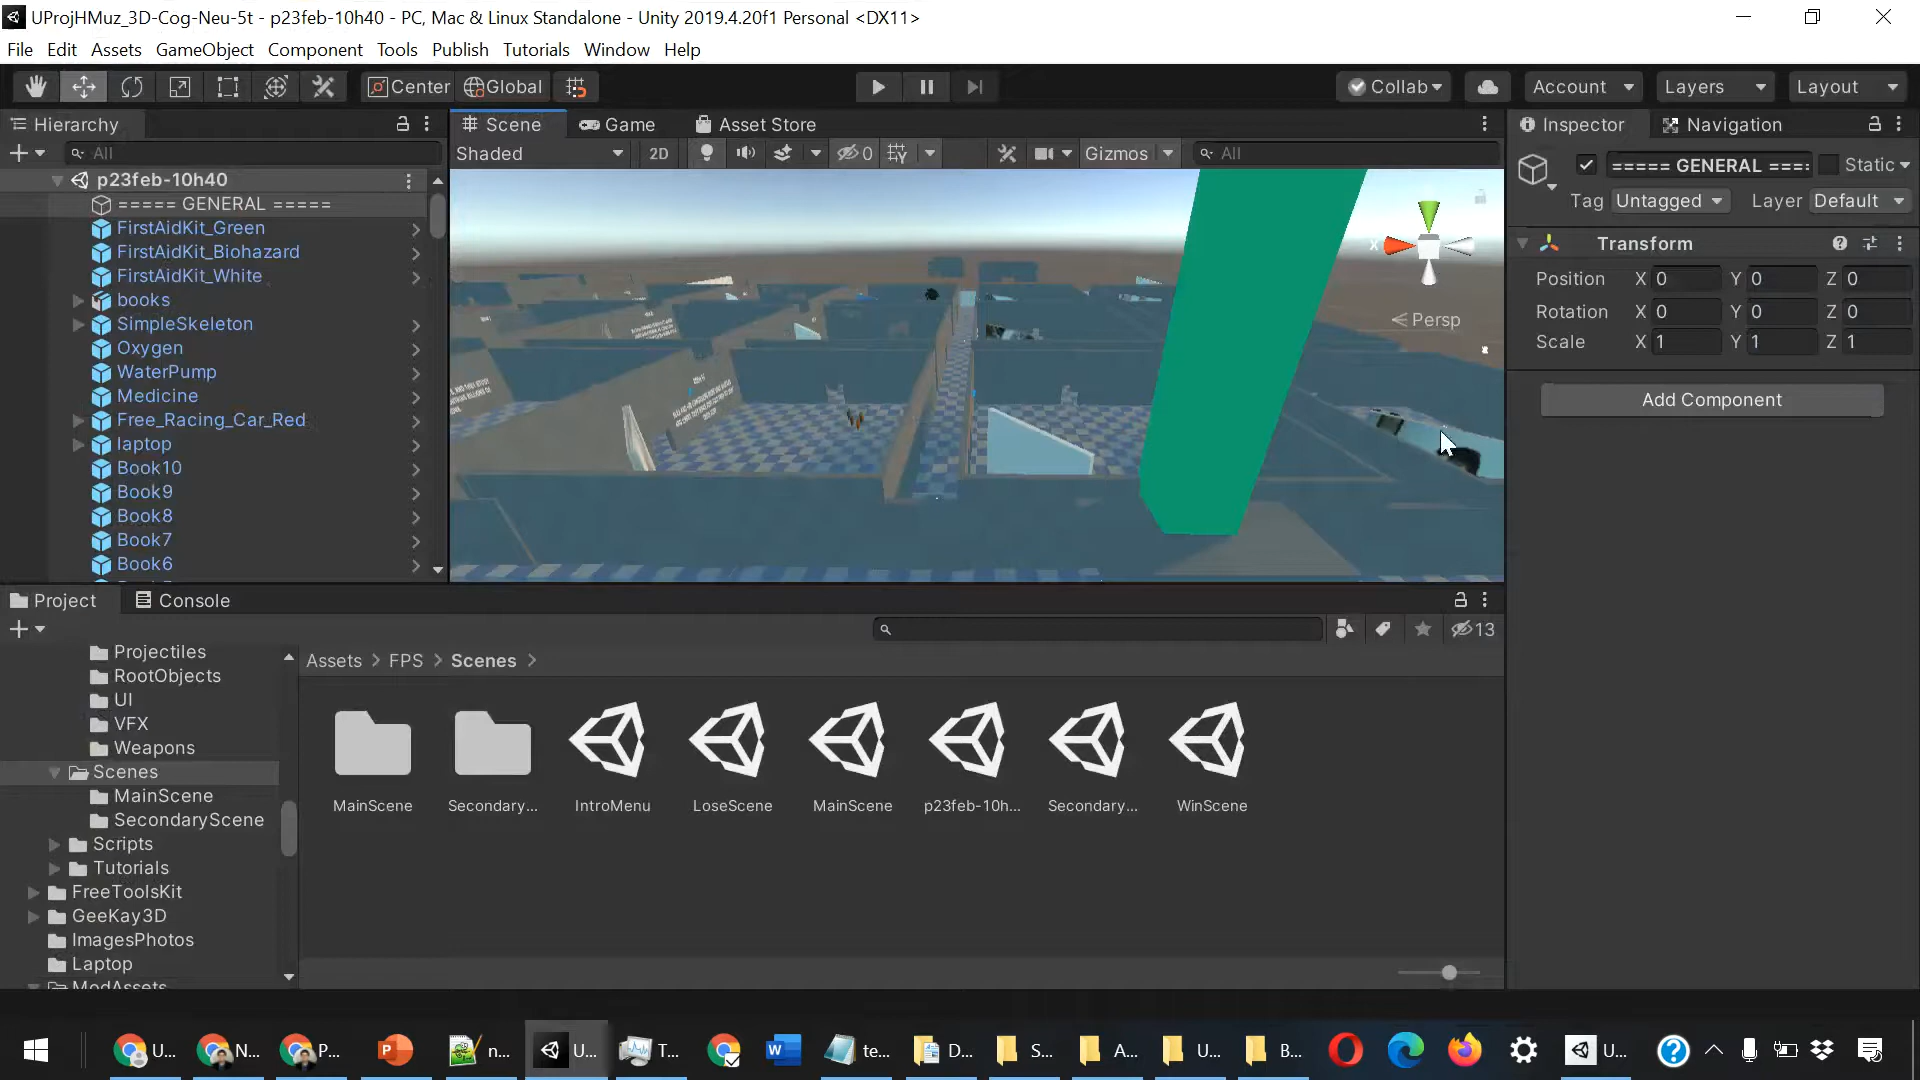 UProjHMuz_3D-Cog-Neu-5t - p23feb-10h40 - PC, Mac & Linux Standalone - Unity 2019.4.20f1 Personal <DX11>
File Edit Assets GameObject Component Tools Polybrush Tutorials Window Help
Center Global Collab Account Layers Layout
Hierarchy
All
p23feb-10h40
===== GENERAL =====
FirstAidKit_Green
FirstAidKit_Biohazard
FirstAidKit_White
books
SimpleSkeleton
Oxygen
WaterPump
Medicine
Free_Racing_Car_Red
laptop
Book10
Book9
Book8
Book7
Book6
Scene Game Asset Store
Shaded 2D 0 Gizmos All
X
Persp
Inspector Navigation
===== GENERAL ==== Static
Tag Untagged Layer Default
Transform
Position X 0 Y 0 Z 0
Rotation X 0 Y 0 Z 0
Scale X 1 Y 1 Z 1
Add Component
Project Console
13
Projectiles
RootObjects
UI
VFX
Weapons
Scenes
MainScene
SecondaryScene
Scripts
Tutorials
FreeToolsKit
GeeKay3D
ImagesPhotos
Laptop
ModAssets
Assets > FPS > Scenes >
MainScene Secondary... IntroMenu LoseScene MainScene p23feb-10h... Secondary... WinScene
U... N... P... n... U... T... te... D... S... A... U... B... U...